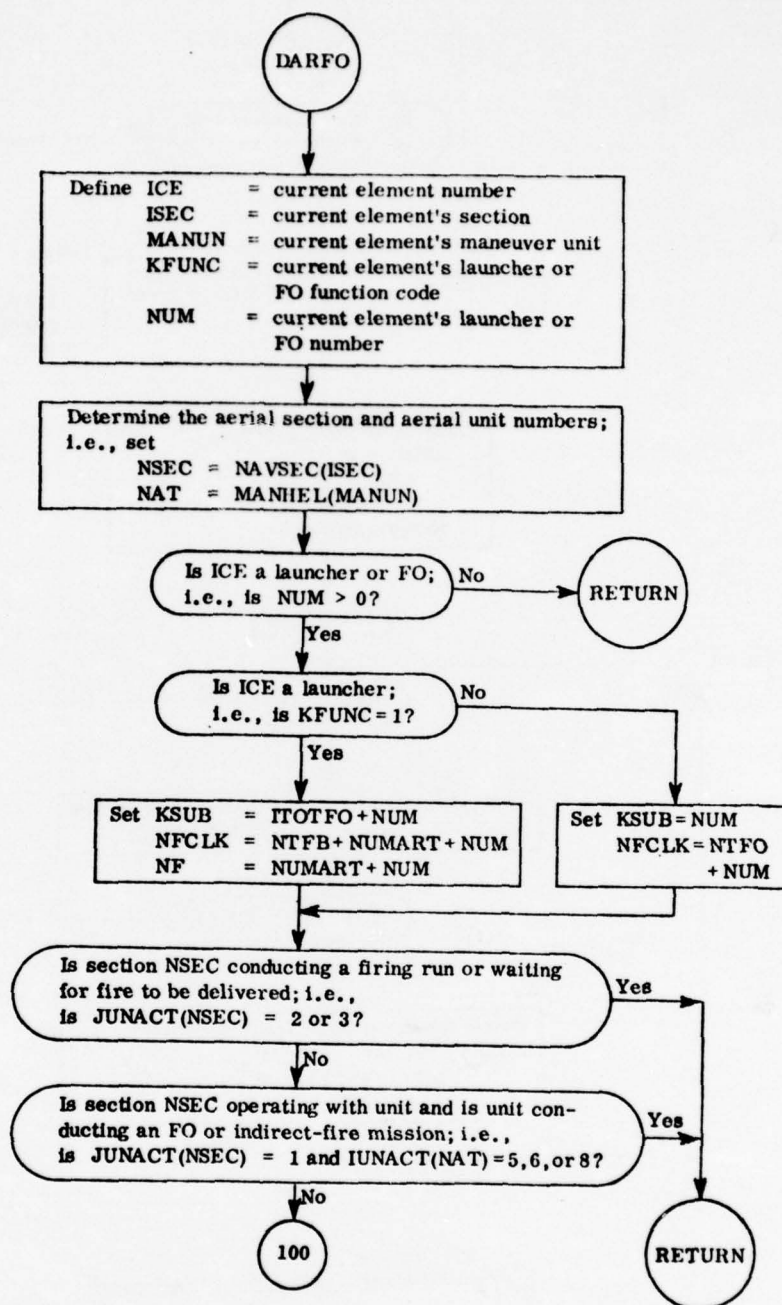 DARFO
Define ICE = current element number
ISEC = current element's section
MANUN = current element's maneuver unit
KFUNC = current element's launcher or
FO function code
NUM = current element's launcher or
FO number
Determine the aerial section and aerial unit numbers;
i.e., set
NSEC = NAVSEC(ISEC)
NAT = MANHEL(MANUN)
Is ICE a launcher or FO;
i.e., is NUM > 0?
No
RETURN
Yes
Is ICE a launcher;
i.e., is KFUNC = 1?
No
Yes
Set KSUB = ITOTFO + NUM
NFCLK = NTFB + NUMART + NUM
NF = NUMART + NUM
Set KSUB = NUM
NFCLK = NTFO
+ NUM
Is section NSEC conducting a firing run or waiting
for fire to be delivered; i.e.,
is JUNACT(NSEC) = 2 or 3?
Yes
No
Is section NSEC operating with unit and is unit con-
ducting an FO or indirect-fire mission; i.e.,
is JUNACT(NSEC) = 1 and IUNACT(NAT) = 5, 6, or 8?
Yes
No
100
RETURN